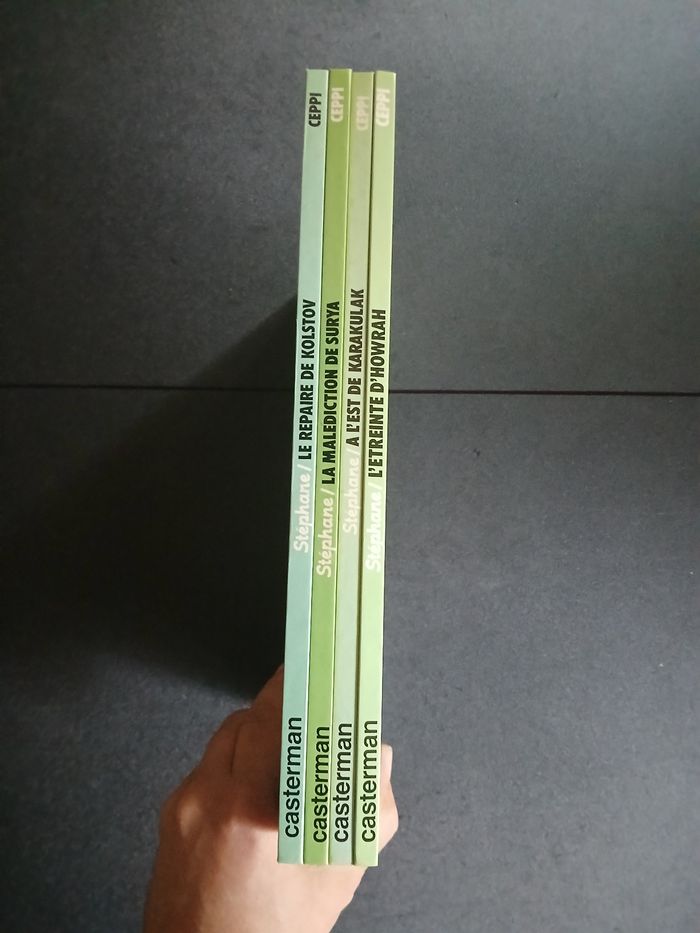 casterman Stéphane / LE REPAIRE DE KOLSTOV CEPPI
casterman Stéphane / LA MALEDICTION DE SURYA CEPPI
casterman Stéphane / A L'EST DE KARAKULAK CEPPI
casterman Stéphane / L'ETREINTE D'HOWRAH CEPPI